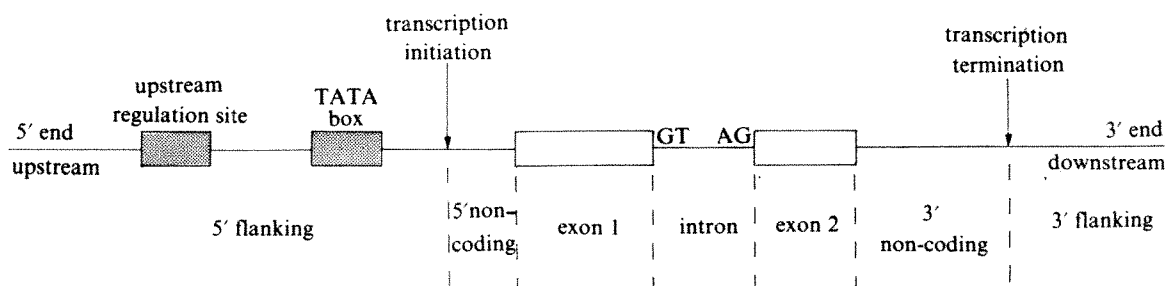 transcription
initiation
transcription
termination
upstream
regulation site
TATA
box
5′ end
upstream
GT
AG
3′ end
downstream
5′ flanking
5′non-
coding
exon 1
intron
exon 2
3′
non-coding
3′ flanking